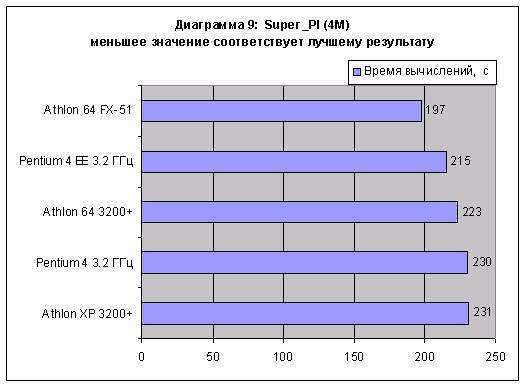 Диаграмма 9: Super_PI (4M)
меньшее значение соответствует лучшему результату
Время вычислений, с
Athlon 64 FX-51
197
Pentium 4 EE 3.2 ГГц
215
Athlon 64 3200+
223
Pentium 4 3.2 ГГц
230
Athlon XP 3200+
231
0 50 100 150 200 250